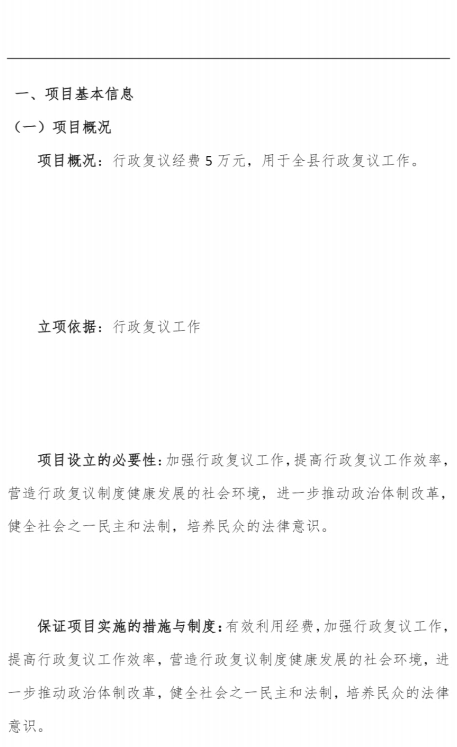 一、项目基本信息
（一）项目概况
项目概况：行政复议经费 5 万元，用于全县行政复议工作。
立项依据：行政复议工作
项目设立的必要性：加强行政复议工作，提高行政复议工作效率，
营造行政复议制度健康发展的社会环境，进一步推动政治体制改革，
健全社会之一民主和法制，培养民众的法律意识。
保证项目实施的措施与制度：有效利用经费，加强行政复议工作，
提高行政复议工作效率，营造行政复议制度健康发展的社会环境，进
一步推动政治体制改革，健全社会之一民主和法制，培养民众的法律
意识。